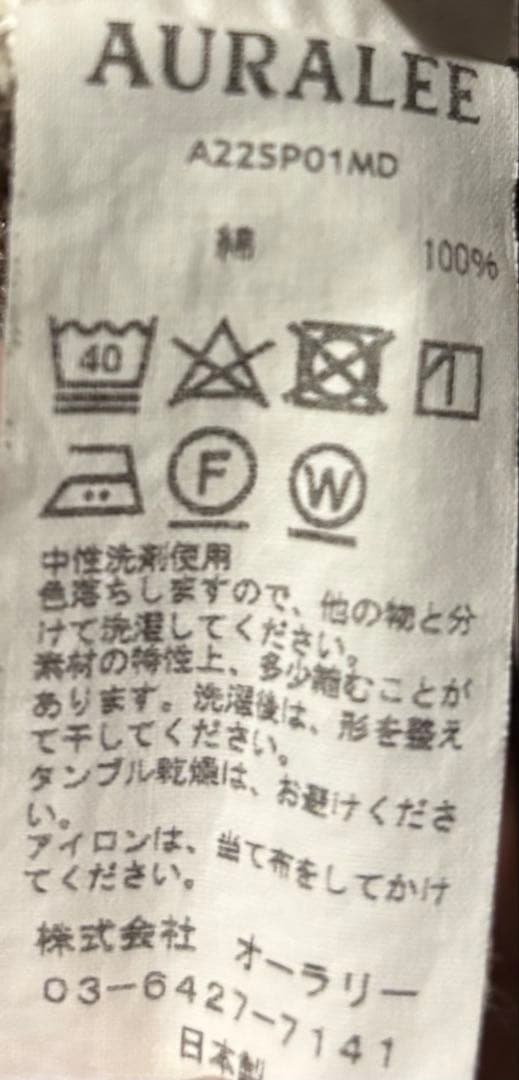 AURALEE
A22SP01MD
綿 100%
40
F W
中性洗剤使用
色落ちしますので、他の物と分
けて洗濯してください。
素材の特性上、多少縮むことが
あります。洗濯後は、形を整え
て干してください。
タンブル乾燥は、お避けくださ
い。
アイロンは、当て布をしてかけ
てください。
株式会社 オーラリー
03-6427-7141
日本製